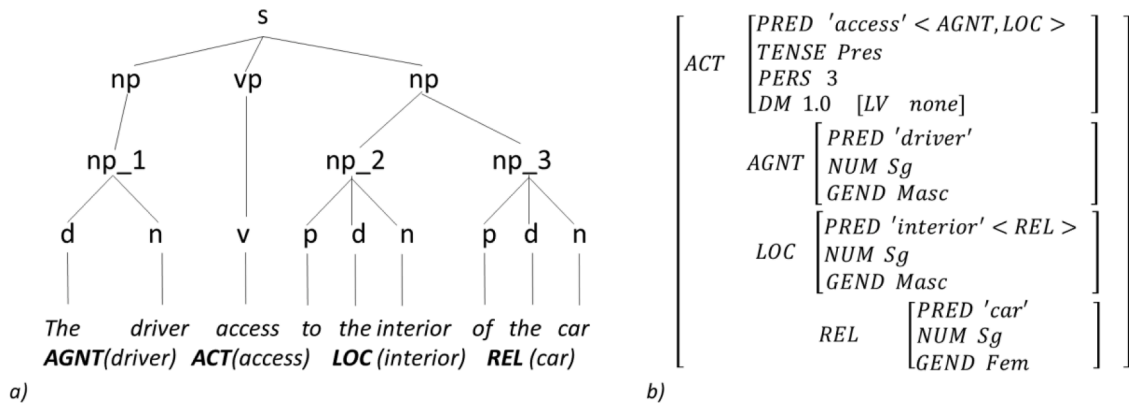 s
np vp np
np_1 np_2 np_3
d n v p d n p d n
The driver access to the interior of the car
AGNT(driver) ACT(access) LOC (interior) REL (car)
a)
ACT
PRED 'access' < AGNT, LOC >
TENSE Pres
PERS 3
DM 1.0 [LV none]
AGNT
PRED 'driver'
NUM Sg
GEND Masc
LOC
PRED 'interior' < REL >
NUM Sg
GEND Masc
REL
PRED 'car'
NUM Sg
GEND Fem
b)